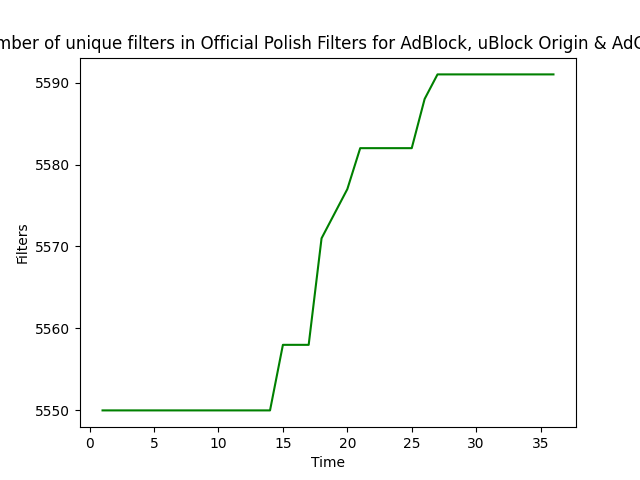 mber of unique filters in Official Polish Filters for AdBlock, uBlock Origin & AdG
5590
5580
5570
5560
5550
Filters
0 5 10 15 20 25 30 35
Time